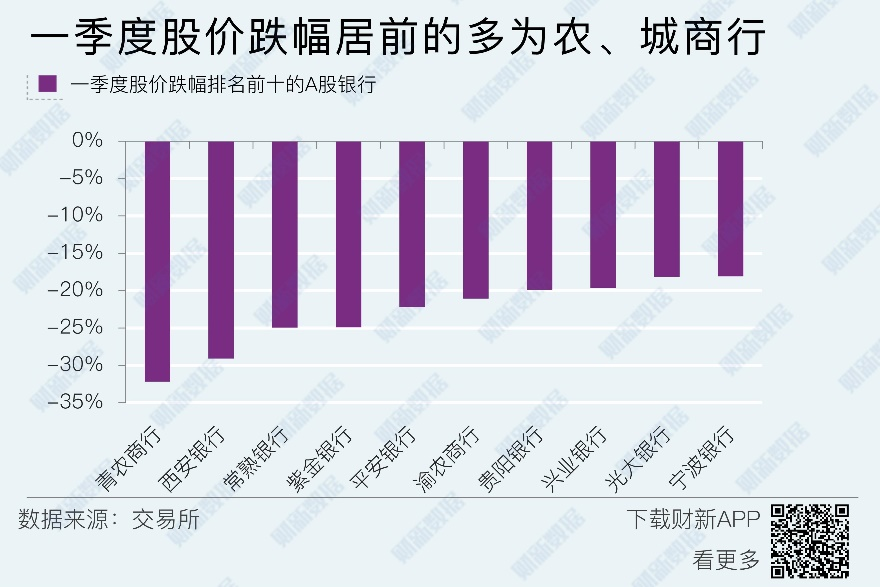 一季度股价跌幅居前的多为农、城商行
一季度股价跌幅排名前十的A股银行
0%
−5%
−10%
−15%
−20%
−25%
−30%
−35%
青农商行
西安银行
常熟银行
紫金银行
平安银行
渝农商行
贵阳银行
兴业银行
光大银行
宁波银行
数据来源：交易所
下载财新APP
看更多
财新数据